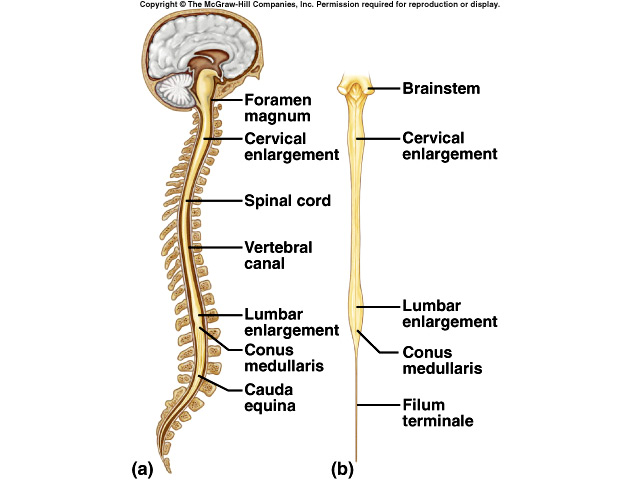 Copyright © The McGraw-Hill Companies, Inc. Permission required for reproduction or display.
Foramen
magnum
Cervical
enlargement
Spinal cord
Vertebral
canal
Lumbar
enlargement
Conus
medullaris
Cauda
equina
(a)
Brainstem
Cervical
enlargement
Lumbar
enlargement
Conus
medullaris
Filum
terminale
(b)